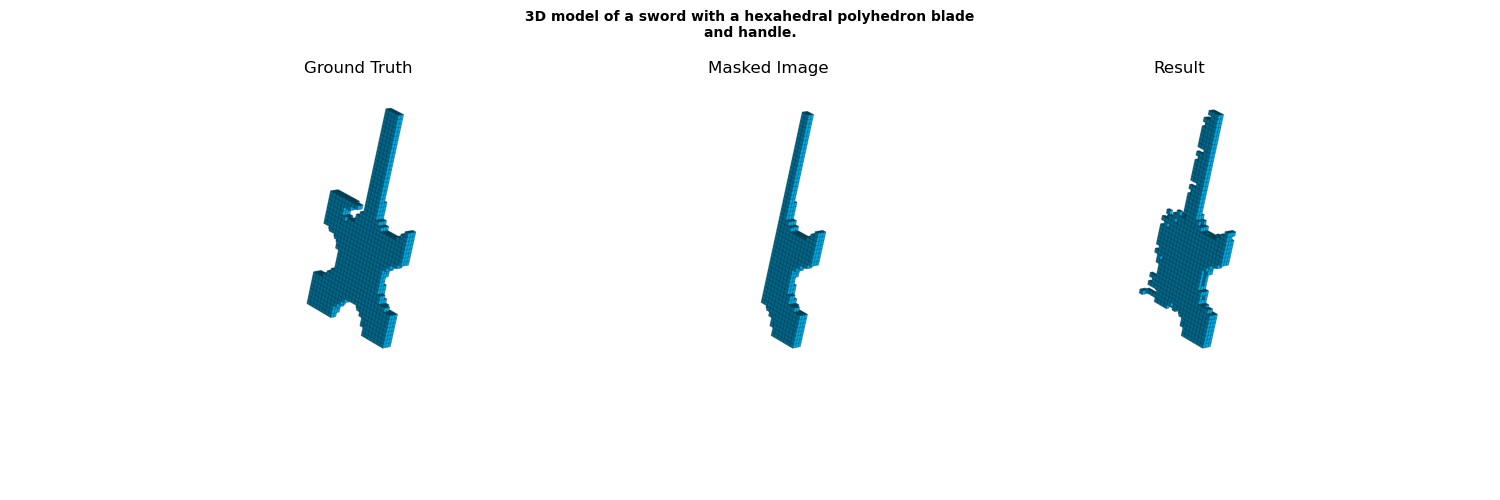 3D model of a sword with a hexahedral polyhedron blade
and handle.
Ground Truth
Masked Image
Result